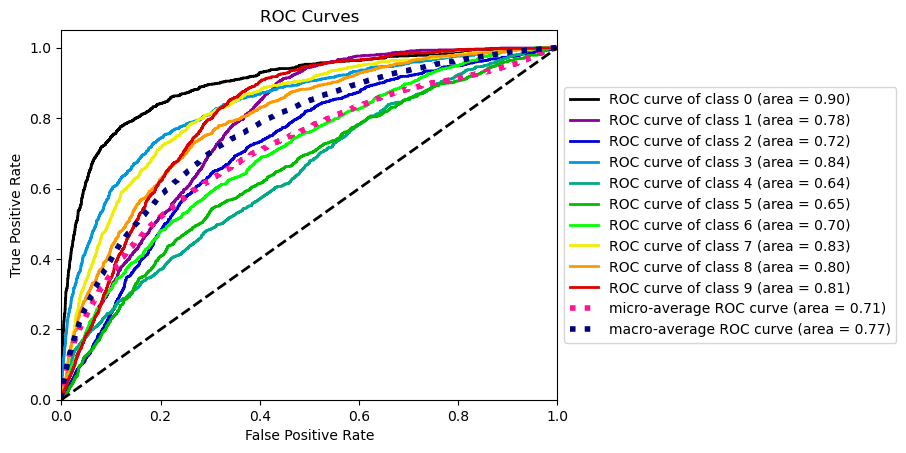 ROC Curves
True Positive Rate
1.0
0.8
0.6
0.4
0.2
0.0
0.0 0.2 0.4 0.6 0.8 1.0
False Positive Rate
ROC curve of class 0 (area = 0.90)
ROC curve of class 1 (area = 0.78)
ROC curve of class 2 (area = 0.72)
ROC curve of class 3 (area = 0.84)
ROC curve of class 4 (area = 0.64)
ROC curve of class 5 (area = 0.65)
ROC curve of class 6 (area = 0.70)
ROC curve of class 7 (area = 0.83)
ROC curve of class 8 (area = 0.80)
ROC curve of class 9 (area = 0.81)
micro-average ROC curve (area = 0.71)
macro-average ROC curve (area = 0.77)